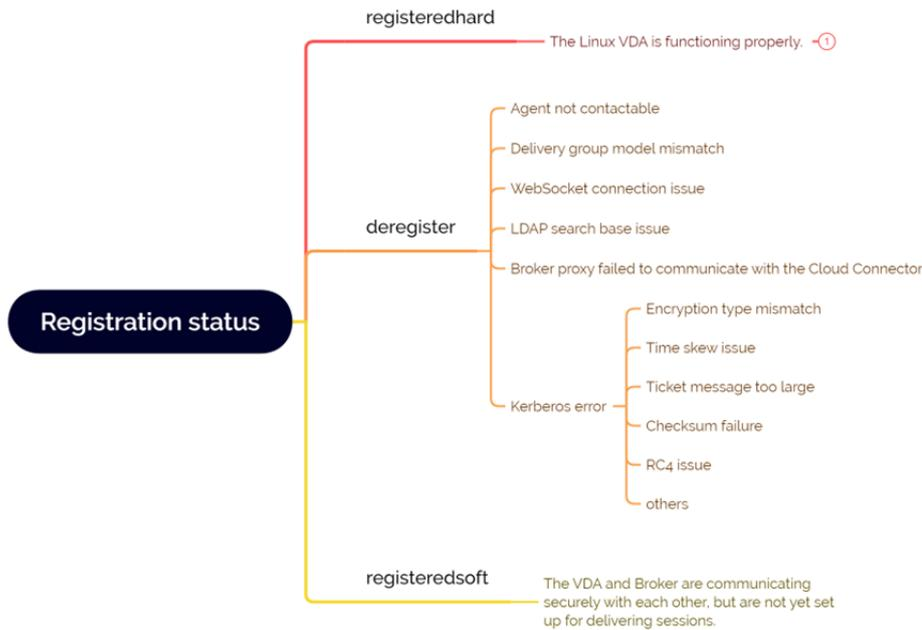 registeredhard
The Linux VDA is functioning properly.
1
Agent not contactable
Delivery group model mismatch
WebSocket connection issue
deregister
LDAP search base issue
Broker proxy failed to communicate with the Cloud Connector
Registration status
Encryption type mismatch
Time skew issue
Ticket message too large
Kerberos error
Checksum failure
RC4 issue
others
registeredsoft
The VDA and Broker are communicating
securely with each other, but are not yet set
up for delivering sessions.